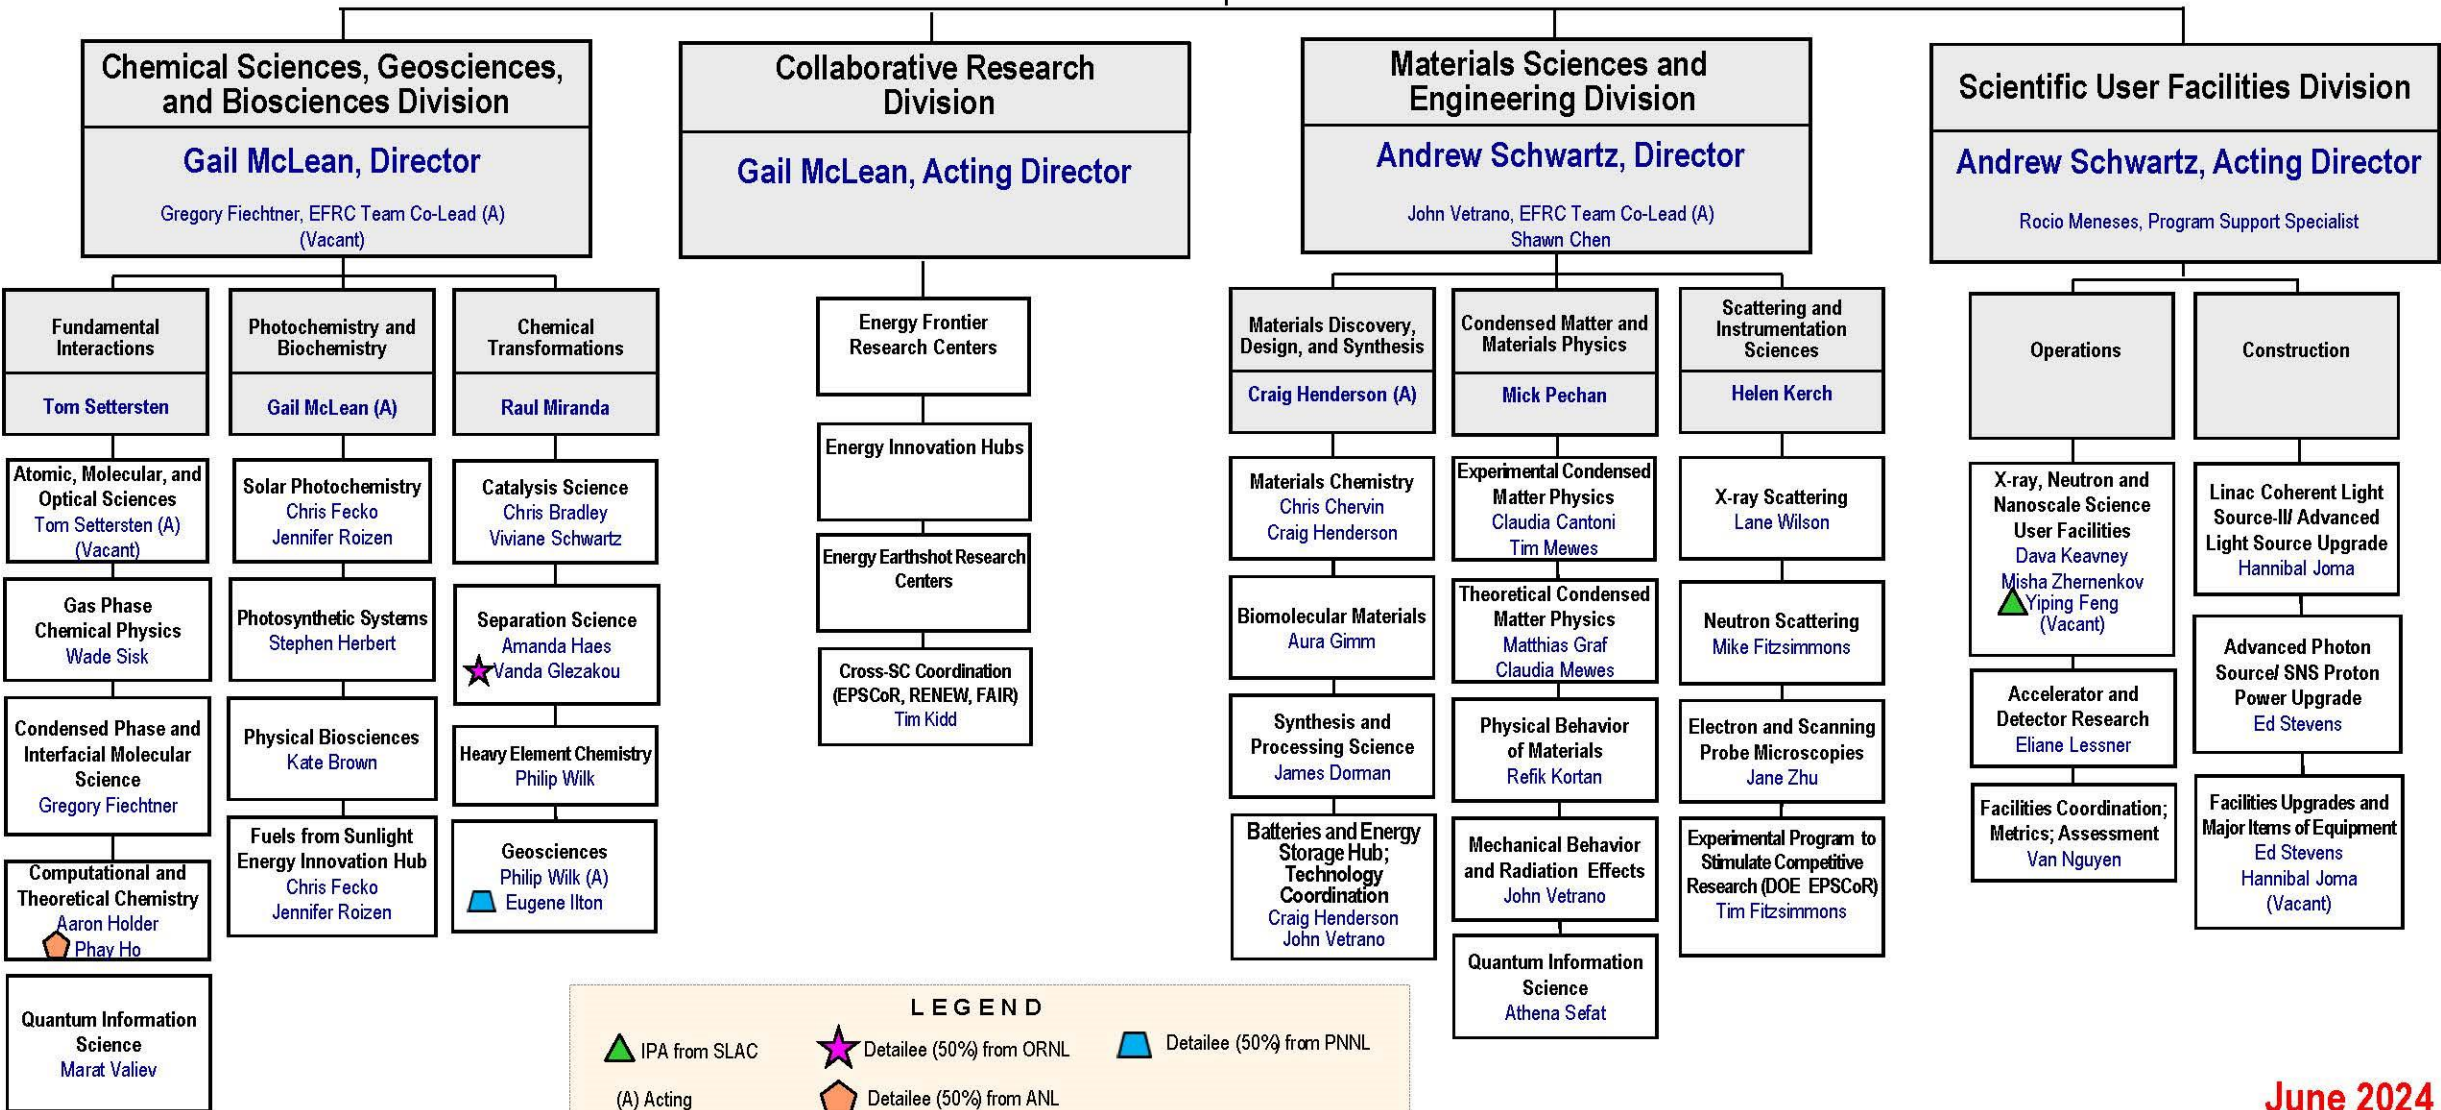 Chemical Sciences, Geosciences,
and Biosciences Division
Gail McLean, Director
Gregory Fiechtner, EFRC Team Co-Lead (A)
(Vacant)
Fundamental
Interactions
Tom Settersten
Atomic, Molecular, and
Optical Sciences
Tom Settersten (A)
(Vacant)
Gas Phase
Chemical Physics
Wade Sisk
Condensed Phase and
Interfacial Molecular
Science
Gregory Fiechtner
Computational and
Theoretical Chemistry
Aaron Holder
Phay Ho
Quantum Information
Science
Marat Valiev
Photochemistry and
Biochemistry
Gail McLean (A)
Solar Photochemistry
Chris Fecko
Jennifer Roizen
Photosynthetic Systems
Stephen Herbert
Physical Biosciences
Kate Brown
Fuels from Sunlight
Energy Innovation Hub
Chris Fecko
Jennifer Roizen
Chemical
Transformations
Raul Miranda
Catalysis Science
Chris Bradley
Viviane Schwartz
Separation Science
Amanda Haes
Vanda Glezakou
Heavy Element Chemistry
Philip Wilk
Geosciences
Philip Wilk (A)
Eugene Ilton
Collaborative Research
Division
Gail McLean, Acting Director
Energy Frontier
Research Centers
Energy Innovation Hubs
Energy Earthshot Research
Centers
Cross-SC Coordination
(EPSCoR, RENEW, FAIR)
Tim Kidd
Materials Sciences and
Engineering Division
Andrew Schwartz, Director
John Vetrano, EFRC Team Co-Lead (A)
Shawn Chen
Materials Discovery,
Design, and Synthesis
Craig Henderson (A)
Materials Chemistry
Chris Chervin
Craig Henderson
Biomolecular Materials
Aura Gimm
Synthesis and
Processing Science
James Dorman
Batteries and Energy
Storage Hub;
Technology
Coordination
Craig Henderson
John Vetrano
Condensed Matter and
Materials Physics
Mick Pechan
Experimental Condensed
Matter Physics
Claudia Cantoni
Tim Mewes
Theoretical Condensed
Matter Physics
Matthias Graf
Claudia Mewes
Physical Behavior
of Materials
Refik Kortan
Mechanical Behavior
and Radiation Effects
John Vetrano
Quantum Information
Science
Athena Sefat
Scattering and
Instrumentation
Sciences
Helen Kerch
X-ray Scattering
Lane Wilson
Neutron Scattering
Mike Fitzsimmons
Electron and Scanning
Probe Microscopies
Jane Zhu
Experimental Program to
Stimulate Competitive
Research (DOE EPSCoR)
Tim Fitzsimmons
Scientific User Facilities Division
Andrew Schwartz, Acting Director
Rocio Meneses, Program Support Specialist
Operations
X-ray, Neutron and
Nanoscale Science
User Facilities
Dava Keavney
Misha Zhernenkov
Yiping Feng
(Vacant)
Accelerator and
Detector Research
Eliane Lessner
Facilities Coordination;
Metrics; Assessment
Van Nguyen
Construction
Linac Coherent Light
Source-II/ Advanced
Light Source Upgrade
Hannibal Joma
Advanced Photon
Source/ SNS Proton
Power Upgrade
Ed Stevens
Facilities Upgrades and
Major Items of Equipment
Ed Stevens
Hannibal Joma
(Vacant)
LEGEND
IPA from SLAC
Detailee (50%) from ORNL
Detailee (50%) from PNNL
(A) Acting
Detailee (50%) from ANL
June 2024